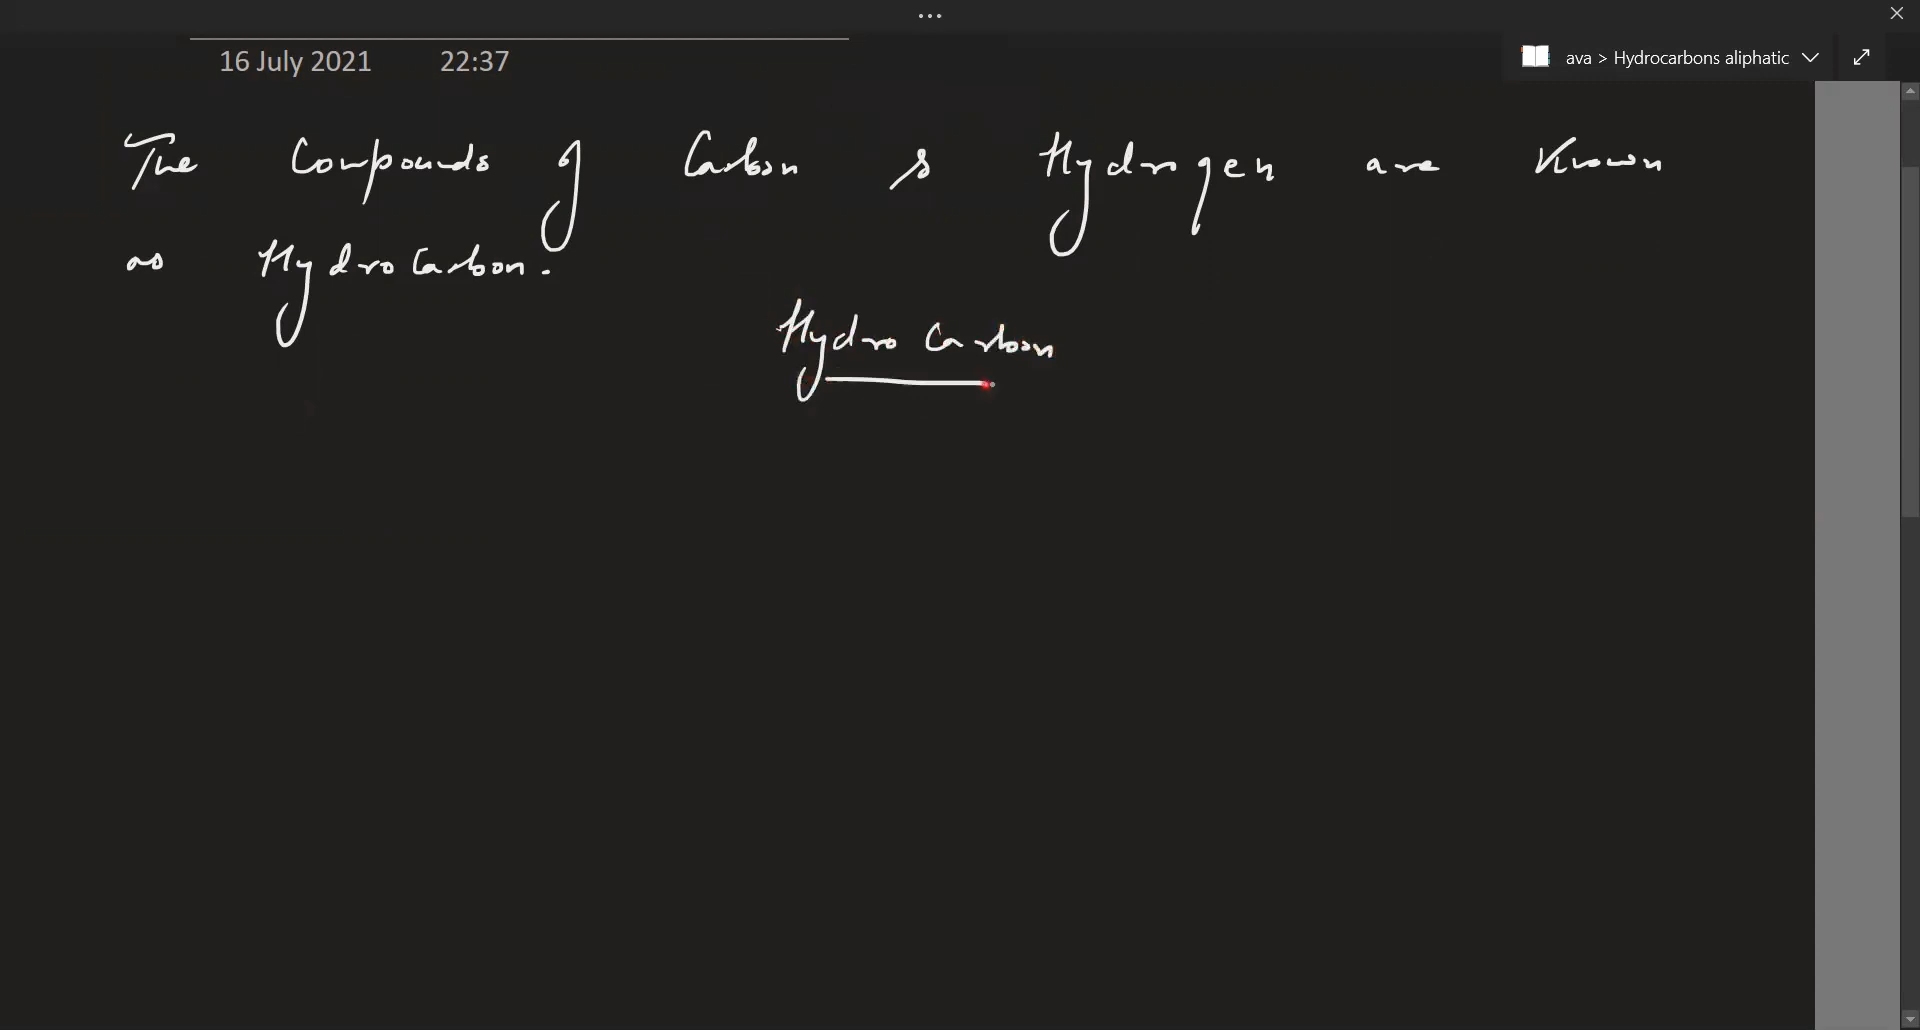 ...
16 July 2021 22:37
ava > Hydrocarbons aliphatic
The Compounds of Carbon & Hydrogen are Known
as HydroCarbon.
Hydro Carbon